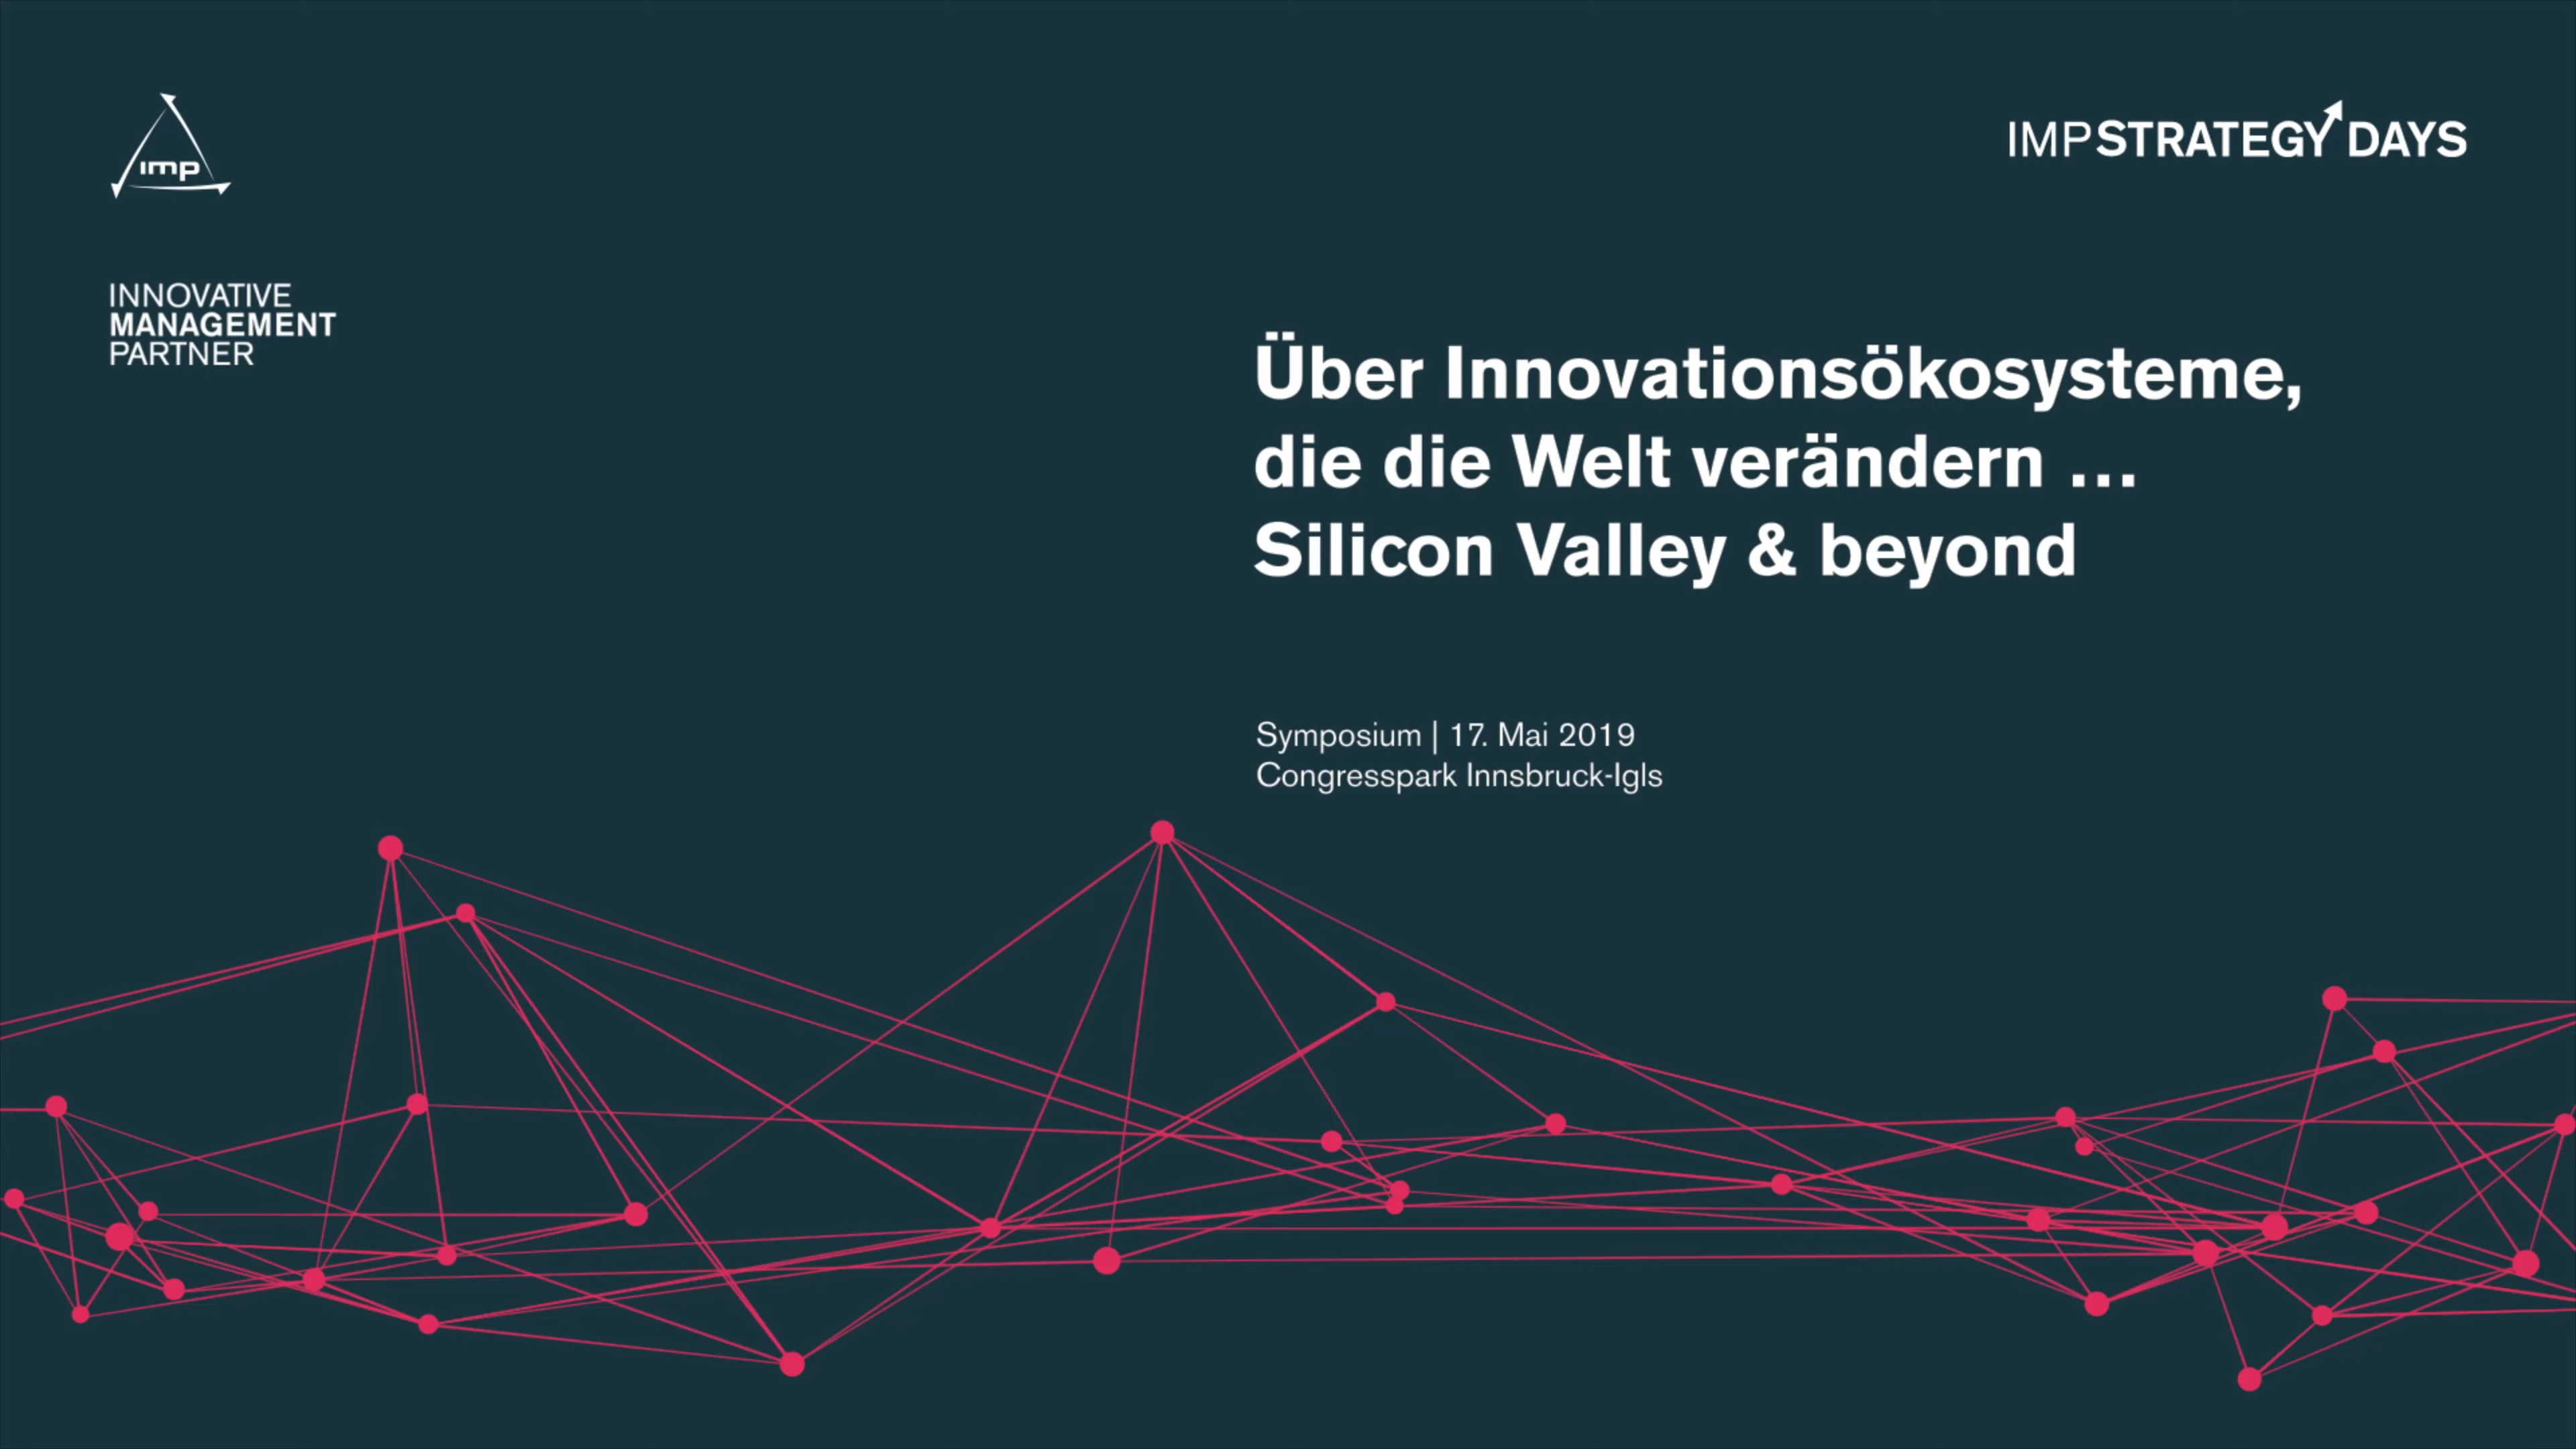 imp
IMPSTRATEGY DAYS
INNOVATIVE
MANAGEMENT
PARTNER
Über Innovationsökosysteme,
die die Welt verändern ...
Silicon Valley & beyond
Symposium | 17. Mai 2019
Congresspark Innsbruck-Igls